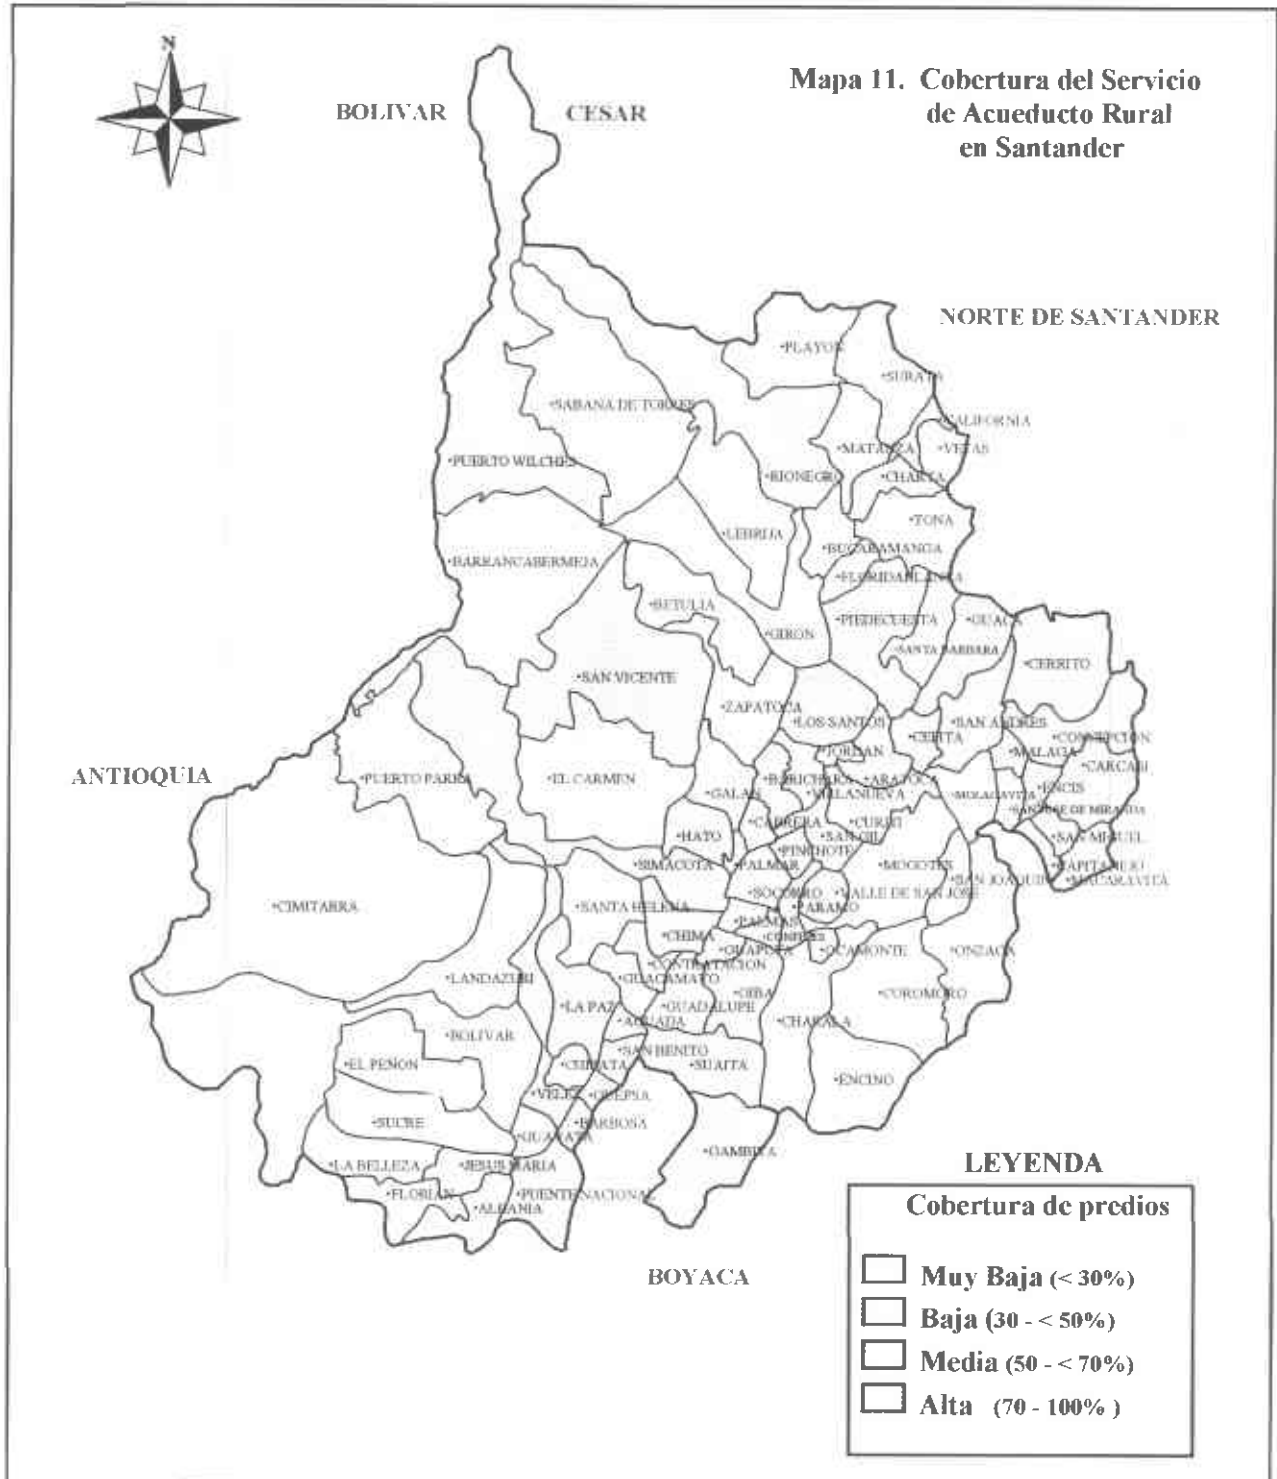 N
Mapa 11. Cobertura del Servicio
de Acueducto Rural
en Santander
BOLIVAR
CESAR
NORTE DE SANTANDER
•PLAYON
•SURATA
•SABANA DE TORRES
•CALIFORNIA
•MATANZA
•VETAS
•PUERTO WILCHES
•RIONEGRO
•CHARTA
•TONA
•LEBRIJA
•BUCARAMANGA
•BARRANCABERMEJA
•FLORIDABLANCA
•BETULIA
•PIEDECUESTA
•GUACA
•GIRON
•SANTA BARBARA
•CERRITO
•SAN VICENTE
•ZAPATOCA
•LOS SANTOS
•SAN ANDRES
•CEPITA
•CONCEPCION
•JORDAN
•MALAGA
•CARCASI
ANTIOQUIA
•PUERTO PARRA
•EL CARMEN
•BARICHARA
•ARATOCA
•GALAN
•VILLANUEVA
•MOLAGAVITA
•ENCIS
•SAN JOSE DE MIRANDA
•CABRERA
•CURITI
•HATO
•SAN GIL
•SAN MIGUEL
•PINCHOTE
•SIMACOTA
•PALMAR
•MOGOTES
•CAPITANEJO
•SAN JOAQUIN
•MACARAVITA
•SOCORRO
•VALLE DE SAN JOSE
•CIMITARRA
•SANTA HELENA
•PARAMO
•PALMAS
•CHIMA
•CONFINES
•GUAPOTA
•OCAMONTE
•ONZAGA
•CONTRATACION
•LANDAZURI
•GUACAMAYO
•OIBA
•COROMORO
•LA PAZ
•GUADALUPE
•AGUADA
•CHARALA
•BOLIVAR
•SAN BENITO
•EL PEÑON
•CHIPATA
•SUAITA
•ENCINO
•VELEZ
•GUEPSA
•SUCRE
•BARBOSA
•GUAVATA
•GAMBITA
•LA BELLEZA
•JESUS MARIA
•FLORIAN
•PUENTE NACIONAL
•ALBANIA
BOYACA
LEYENDA
Cobertura de predios
Muy Baja (< 30%)
Baja (30 - < 50%)
Media (50 - < 70%)
Alta (70 - 100% )